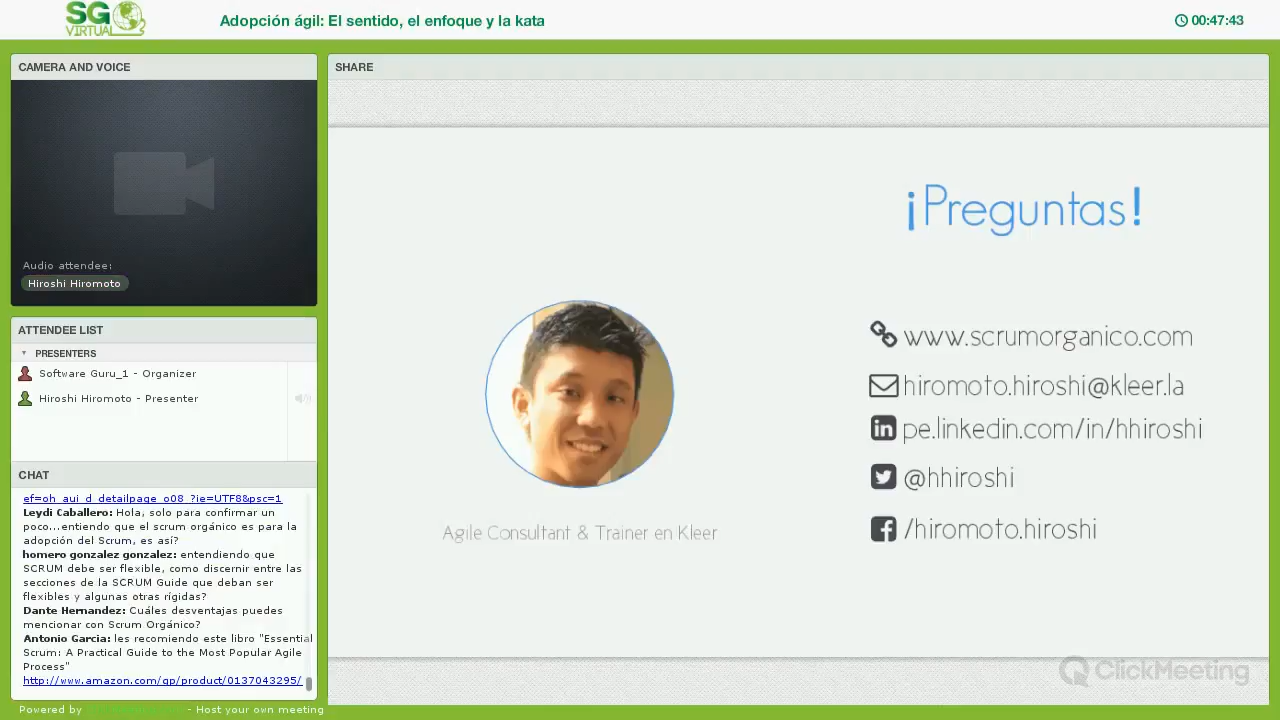 SG
VIRTUAL
Adopción ágil: El sentido, el enfoque y la kata
00:47:43
CAMERA AND VOICE
Audio attendee:
Hiroshi Hiromoto
ATTENDEE LIST
PRESENTERS
Software Guru_1 - Organizer
Hiroshi Hiromoto - Presenter
CHAT
ef=oh_aui_d_detailpage_o08_?ie=UTF8&psc=1
Leydi Caballero: Hola, solo para confirmar un
poco...entiendo que el scrum orgánico es para la
adopción del Scrum, es así?
homero gonzalez gonzalez: entendiendo que
SCRUM debe ser flexible, como discernir entre las
secciones de la SCRUM Guide que deban ser
flexibles y algunas otras rígidas?
Dante Hernandez: Cuáles desventajas puedes
mencionar con Scrum Orgánico?
Antonio Garcia: les recomiendo este libro "Essential
Scrum: A Practical Guide to the Most Popular Agile
Process"
http://www.amazon.com/gp/product/0137043295/
Powered by
- Host your own meeting
SHARE
¡Preguntas!
www.scrumorganico.com
hiromoto.hiroshi@kleer.la
pe.linkedin.com/in/hhiroshi
@hhiroshi
/hiromoto.hiroshi
Agile Consultant & Trainer en Kleer
ClickMeeting